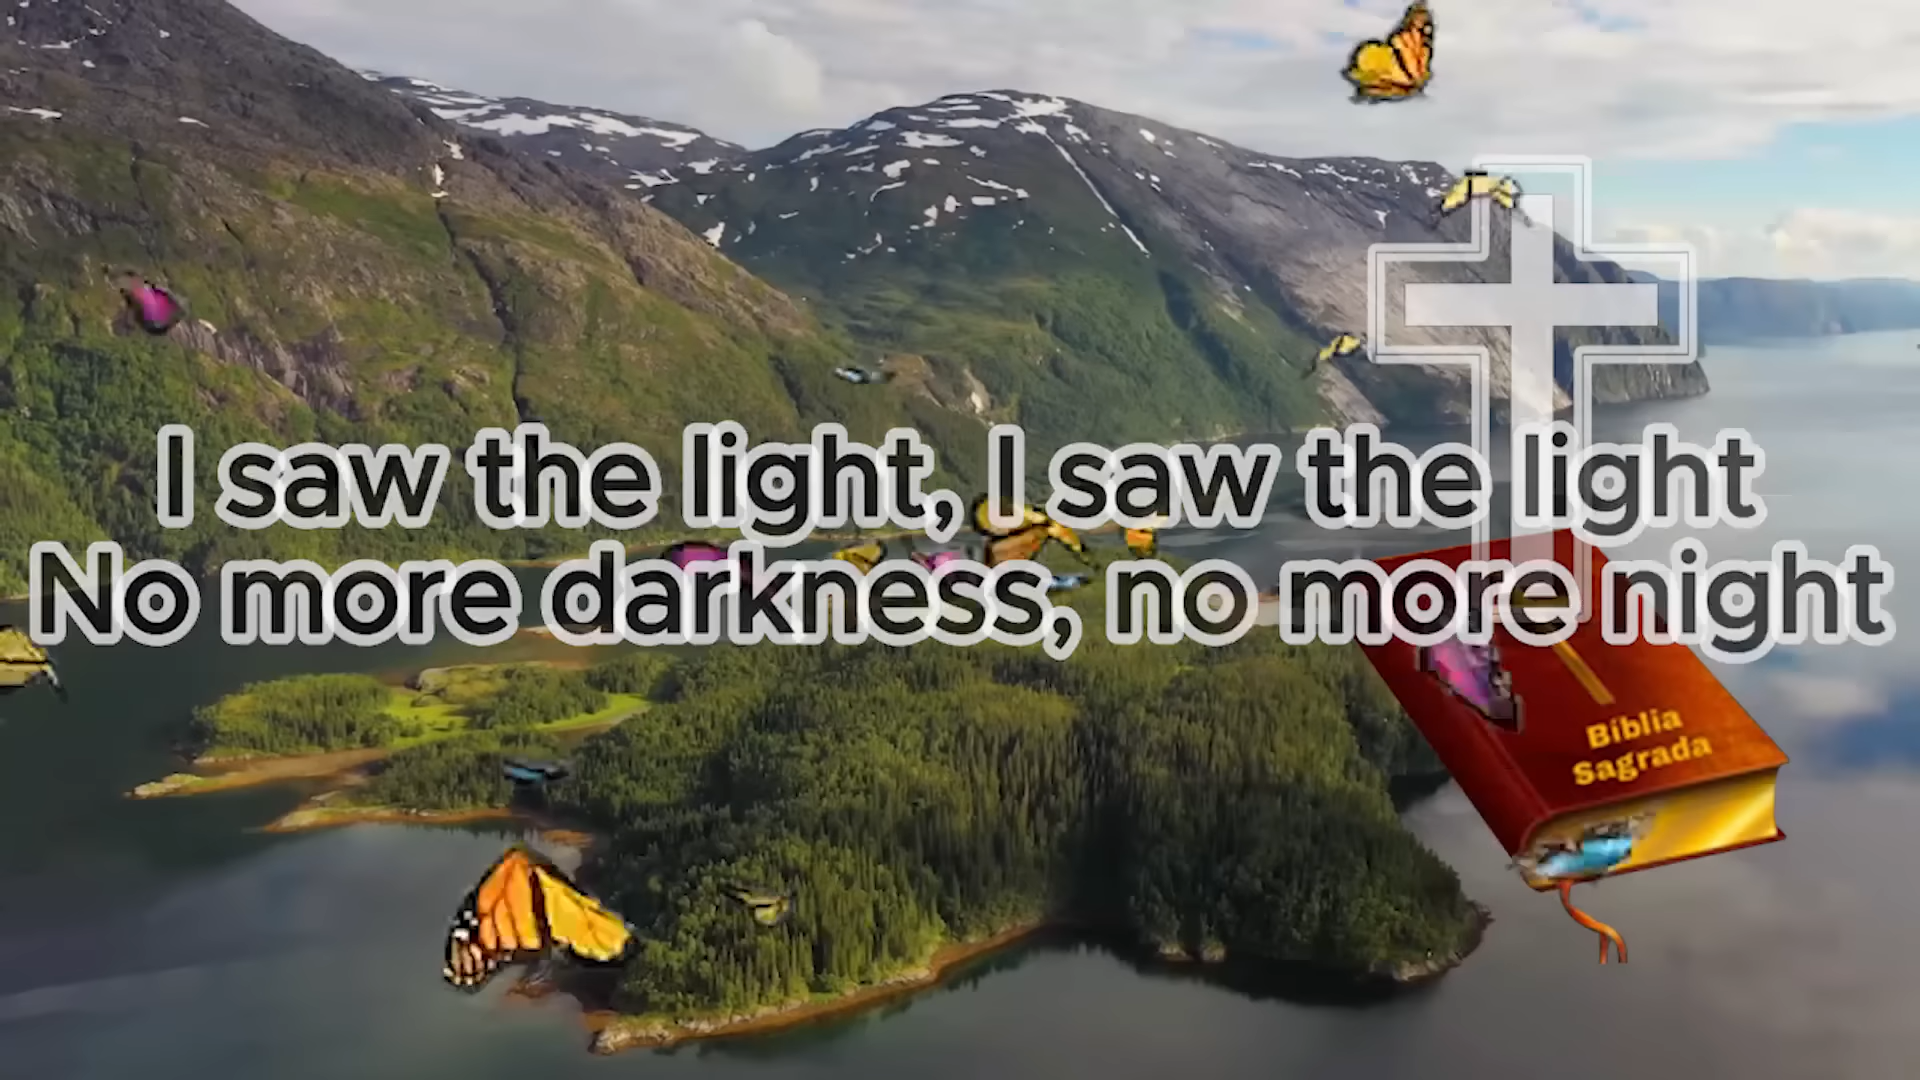 I saw the light, I saw the light
No more darkness, no more night
Bíblia
Sagrada